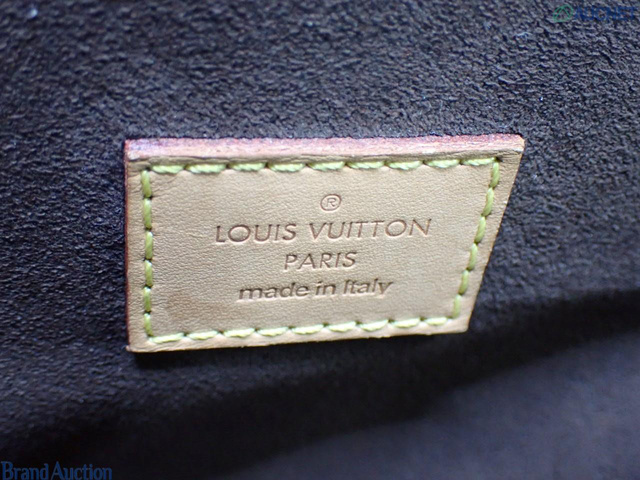 ®
LOUIS VUITTON
PARIS
made in Italy
Brand Auction